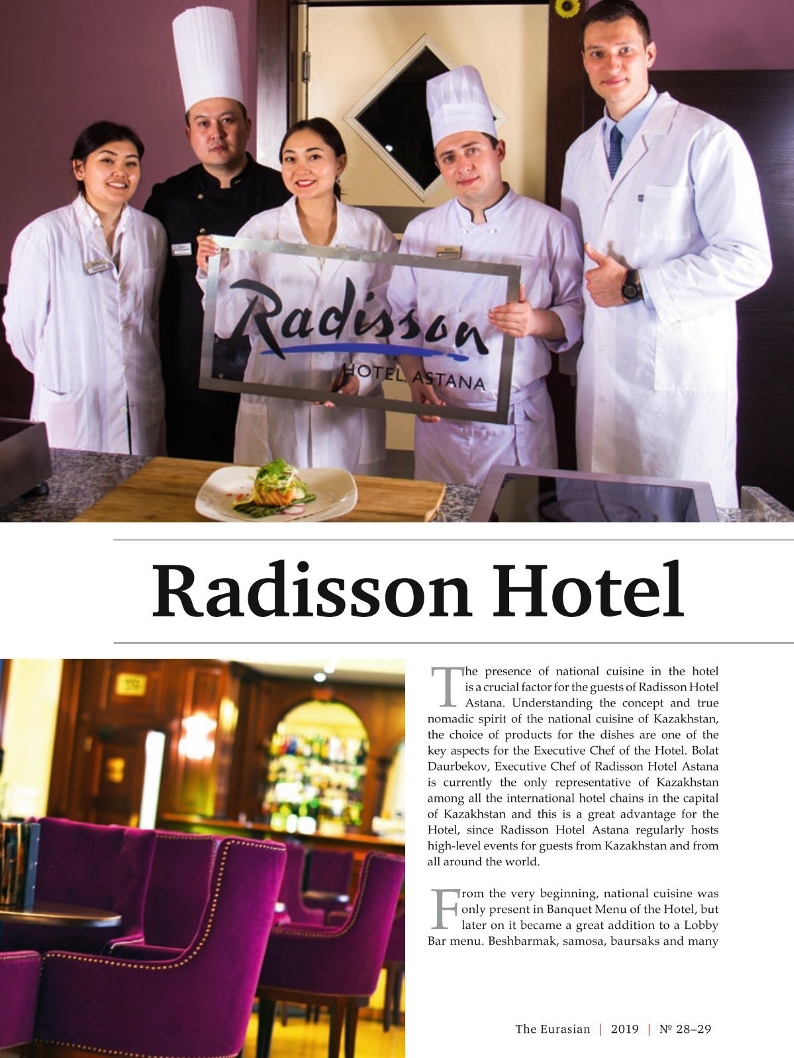 Radisson
HOTEL, ASTANA
Radisson Hotel
The presence of national cuisine in the hotel
is a crucial factor for the guests of Radisson Hotel
Astana. Understanding the concept and true
nomadic spirit of the national cuisine of Kazakhstan,
the choice of products for the dishes are one of the
key aspects for the Executive Chef of the Hotel. Bolat
Daurbekov, Executive Chef of Radisson Hotel Astana
is currently the only representative of Kazakhstan
among all the international hotel chains in the capital
of Kazakhstan and this is a great advantage for the
Hotel, since Radisson Hotel Astana regularly hosts
high-level events for guests from Kazakhstan and from
all around the world.
From the very beginning, national cuisine was
only present in Banquet Menu of the Hotel, but
later on it became a great addition to a Lobby
Bar menu. Beshbarmak, samosa, baursaks and many
The Eurasian | 2019 | № 28–29